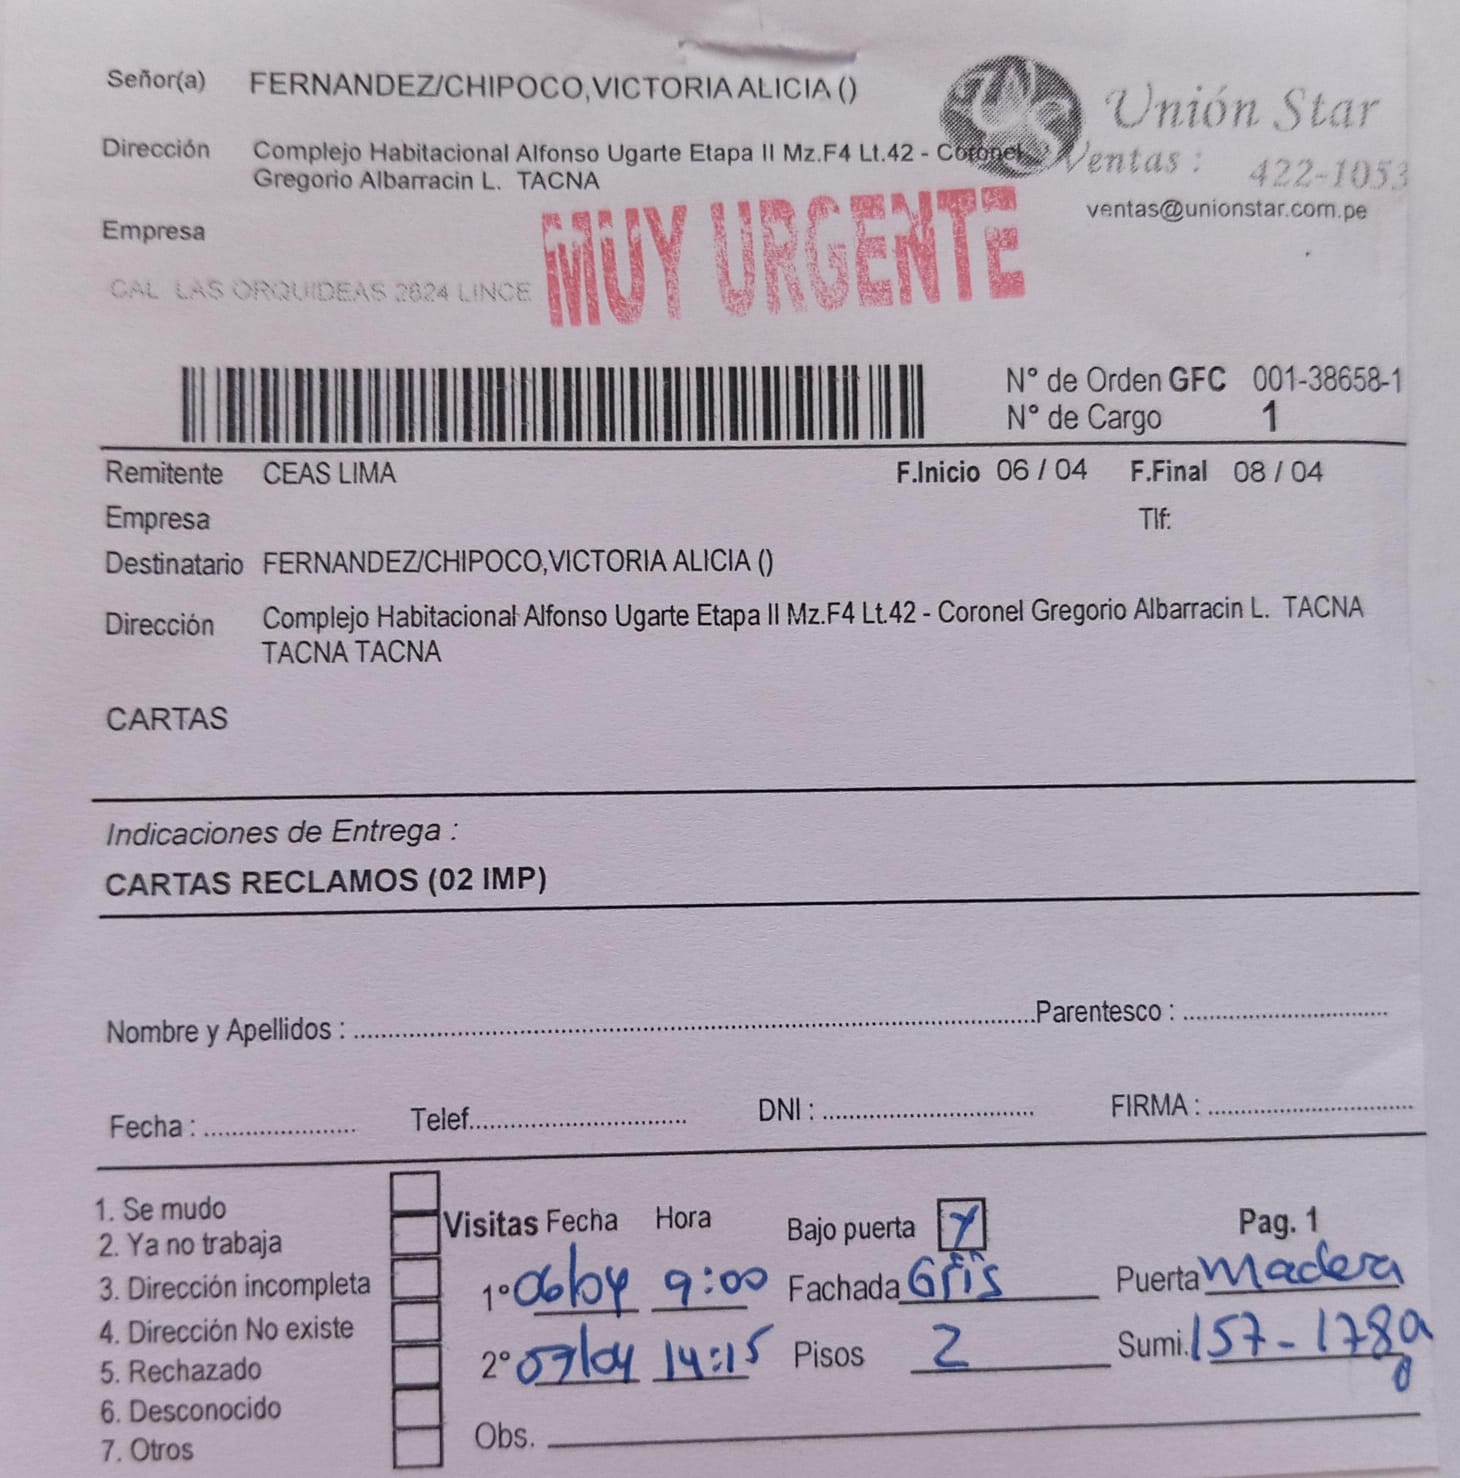 Señor(a) FERNANDEZ/CHIPOCO,VICTORIA ALICIA ()
Unión Star
Dirección Complejo Habitacional Alfonso Ugarte Etapa II Mz.F4 Lt.42 - Coronel
Gregorio Albarracin L. TACNA
Ventas : 422-1053
ventas@unionstar.com.pe
Empresa
MUY URGENTE
CAL LAS ORQUIDEAS 2624 LINCE
N° de Orden GFC 001-38658-1
N° de Cargo 1
Remitente CEAS LIMA F.Inicio 06 / 04 F.Final 08 / 04
Empresa Tlf:
Destinatario FERNANDEZ/CHIPOCO,VICTORIA ALICIA ()
Dirección Complejo Habitacional Alfonso Ugarte Etapa II Mz.F4 Lt.42 - Coronel Gregorio Albarracin L. TACNA
TACNA TACNA
CARTAS
Indicaciones de Entrega :
CARTAS RECLAMOS (02 IMP)
Nombre y Apellidos : Parentesco :
Fecha : Telef. DNI : FIRMA :
1. Se mudo
2. Ya no trabaja
3. Dirección incompleta
4. Dirección No existe
5. Rechazado
6. Desconocido
7. Otros
Visitas Fecha Hora Bajo puerta Pag. 1
1° 06/04 9:00 Fachada Gris Puerta Madera
2° 07/04 14:15 Pisos 2 Sumi. 157-178
Obs.